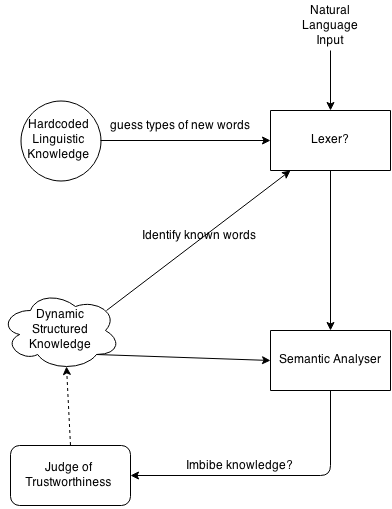 Natural
Language
Input
guess types of new words
Hardcoded
Linguistic
Knowledge
Lexer?
Identify known words
Dynamic
Structured
Knowledge
Semantic Analyser
Imbibe knowledge?
Judge of
Trustworthiness